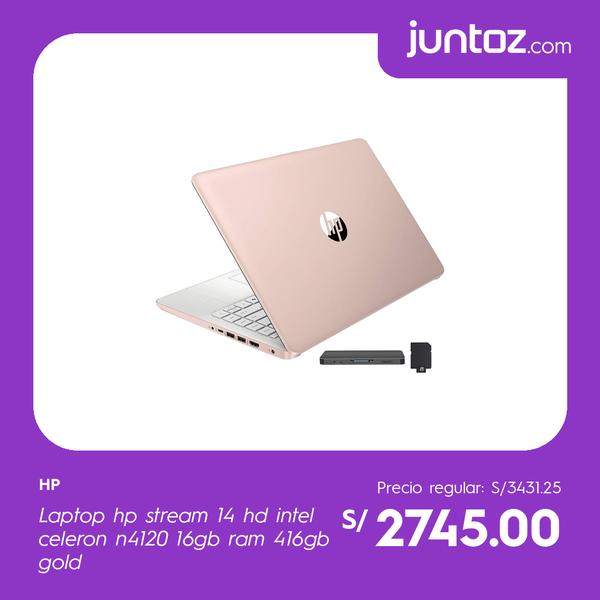 juntoz.com
hp
HP
Precio regular: S/3431.25
Laptop hp stream 14 hd intel
celeron n4120 16gb ram 416gb
gold
S/ 2745.00